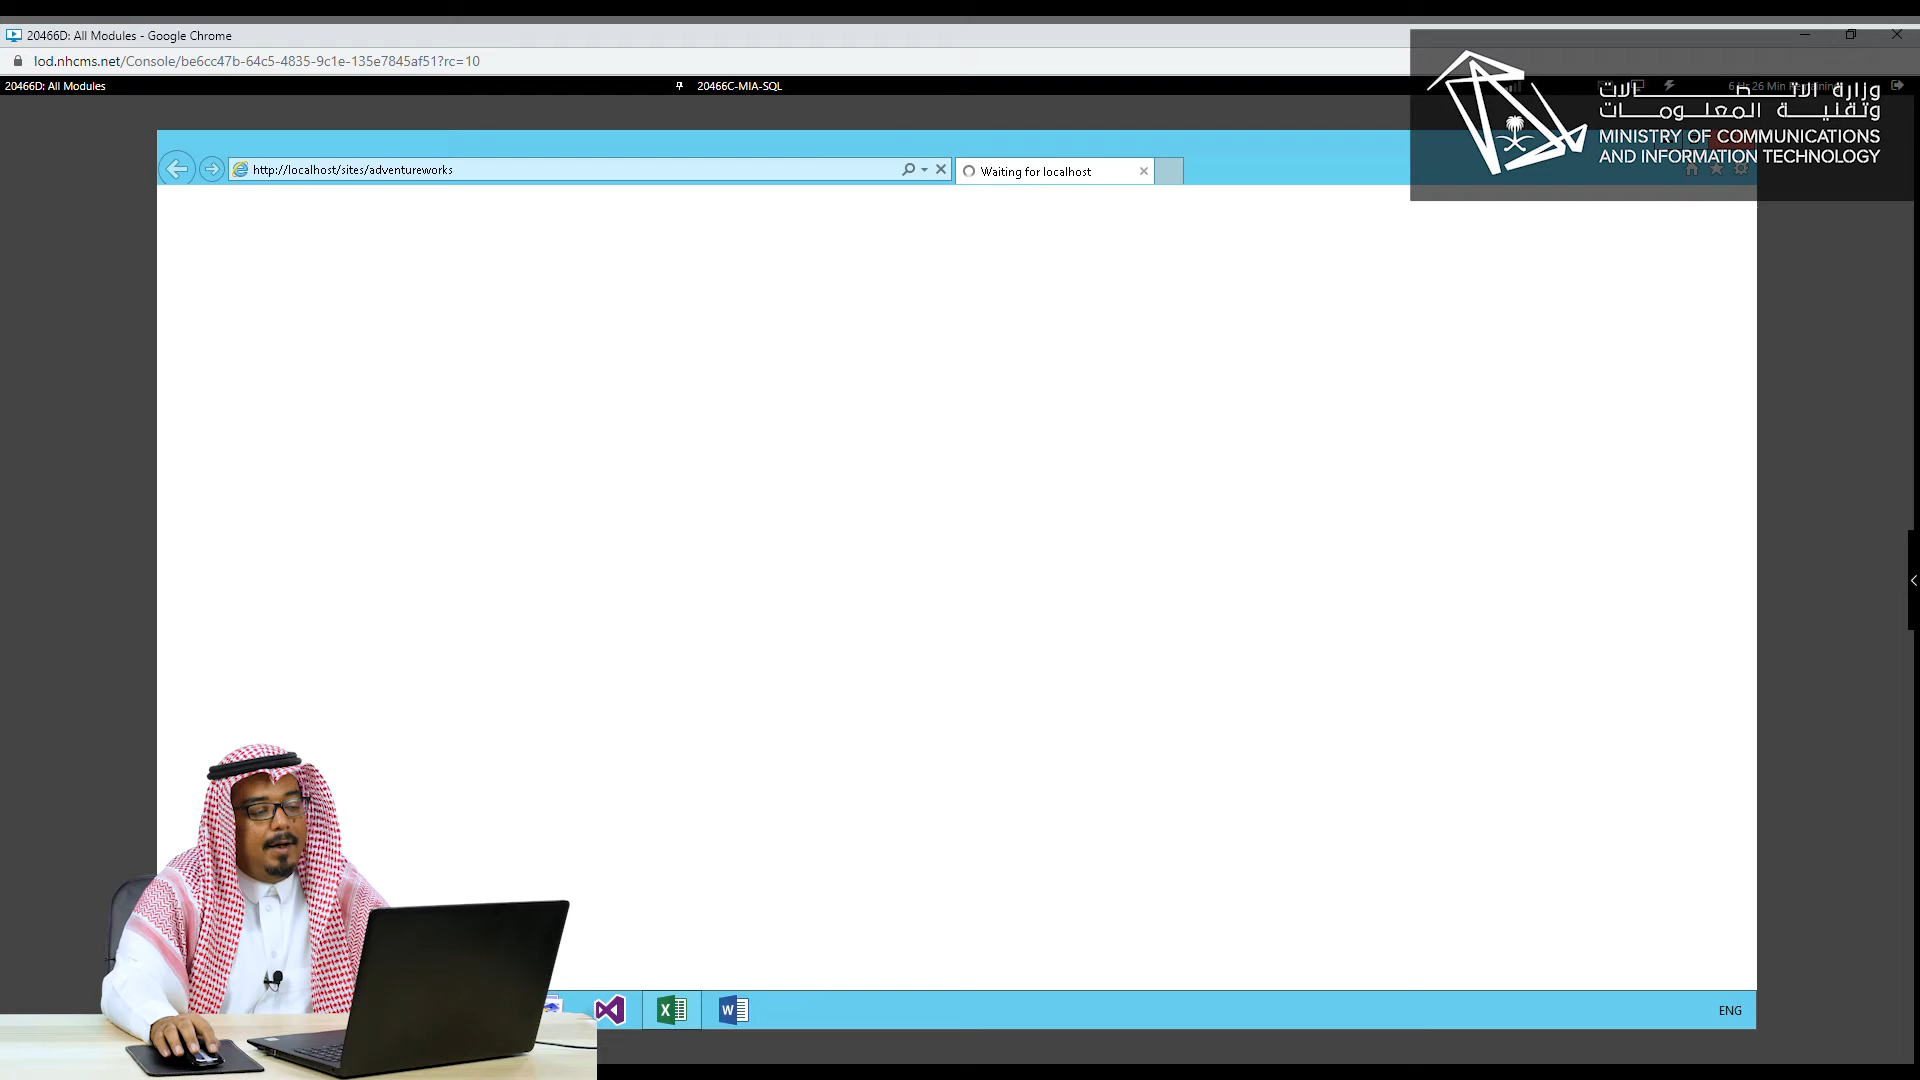 20466D: All Modules - Google Chrome
lod.nhcms.net/Console/be6cc47b-64c5-4835-9c1e-135e7845af51?rc=10
20466D: All Modules
20466C-MIA-SQL
وزارة الاتصالات
وتقنية المعلومات
MINISTRY OF COMMUNICATIONS
AND INFORMATION TECHNOLOGY
http://localhost/sites/adventureworks
Waiting for localhost
ENG